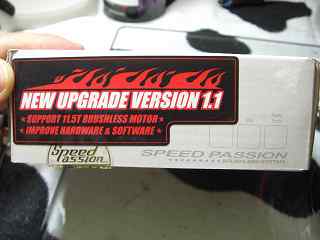 NEW UPGRADE VERSION 1.1
★ SUPPORT 11.5T BRUSHLESS MOTOR ★
★ IMPROVE HARDWARE & SOFTWARE ★
Speed Passion
SPEED PASSION